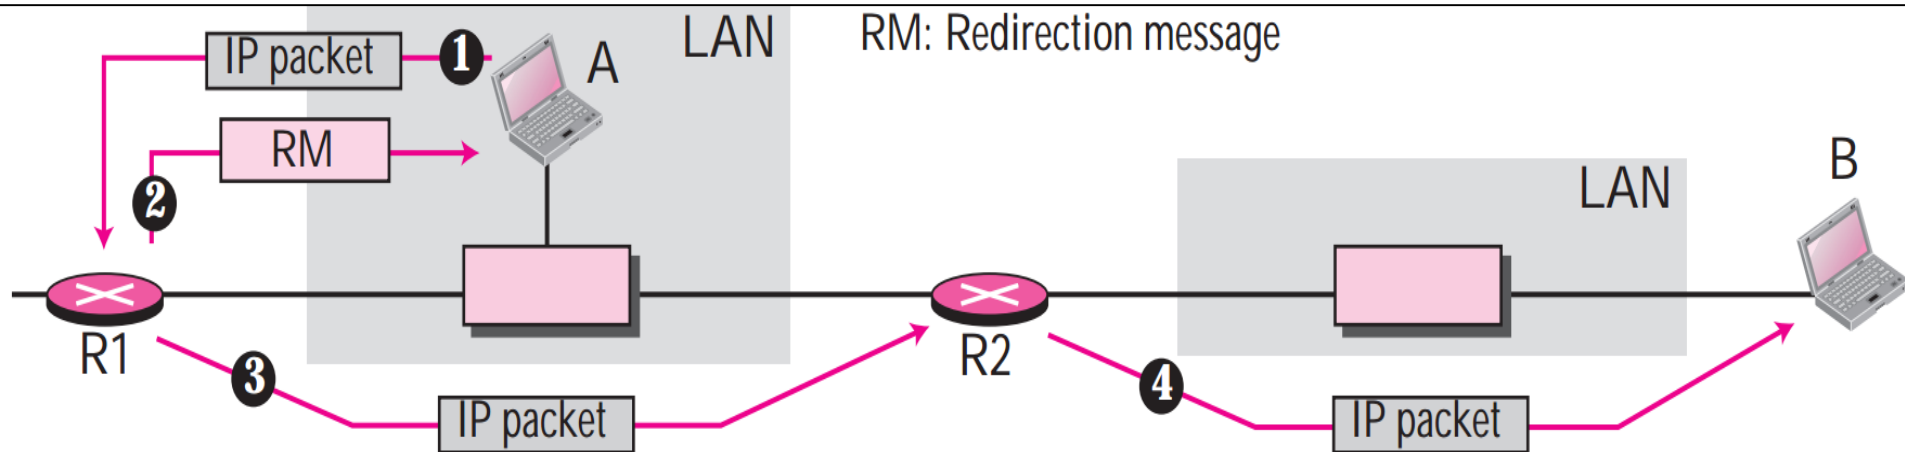 RM: Redirection message
LAN
IP packet
1
A
RM
2
LAN
B
R1
R2
3
IP packet
4
IP packet